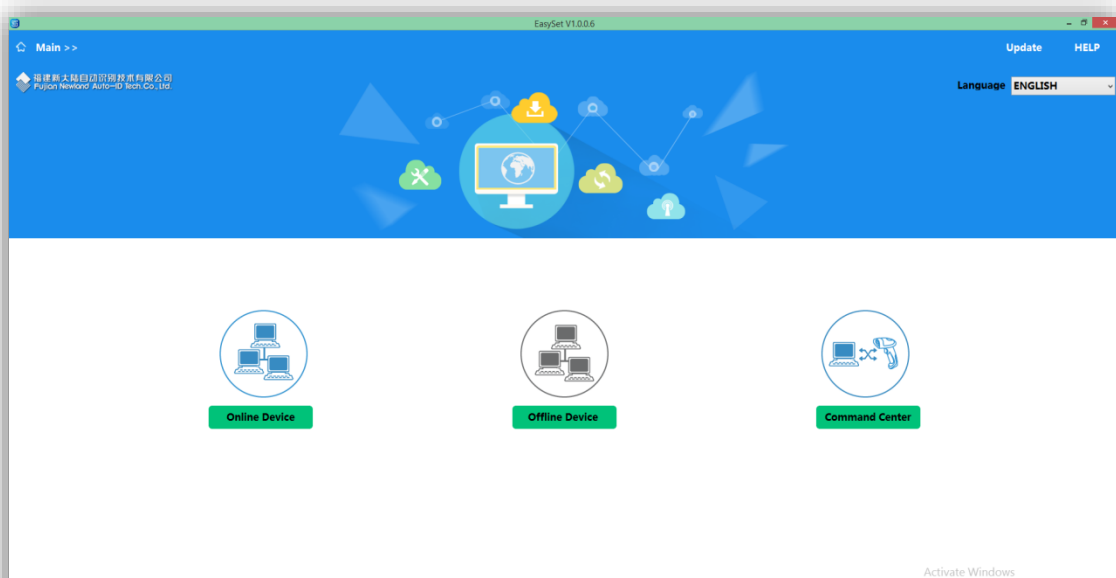 EasySet V1.0.0.6
Main >>
Update
HELP
福建新大陆自动识别技术有限公司
Fujian Newland Auto-ID Tech.Co., Ltd.
Language ENGLISH
Online Device
Offline Device
Command Center
Activate Windows